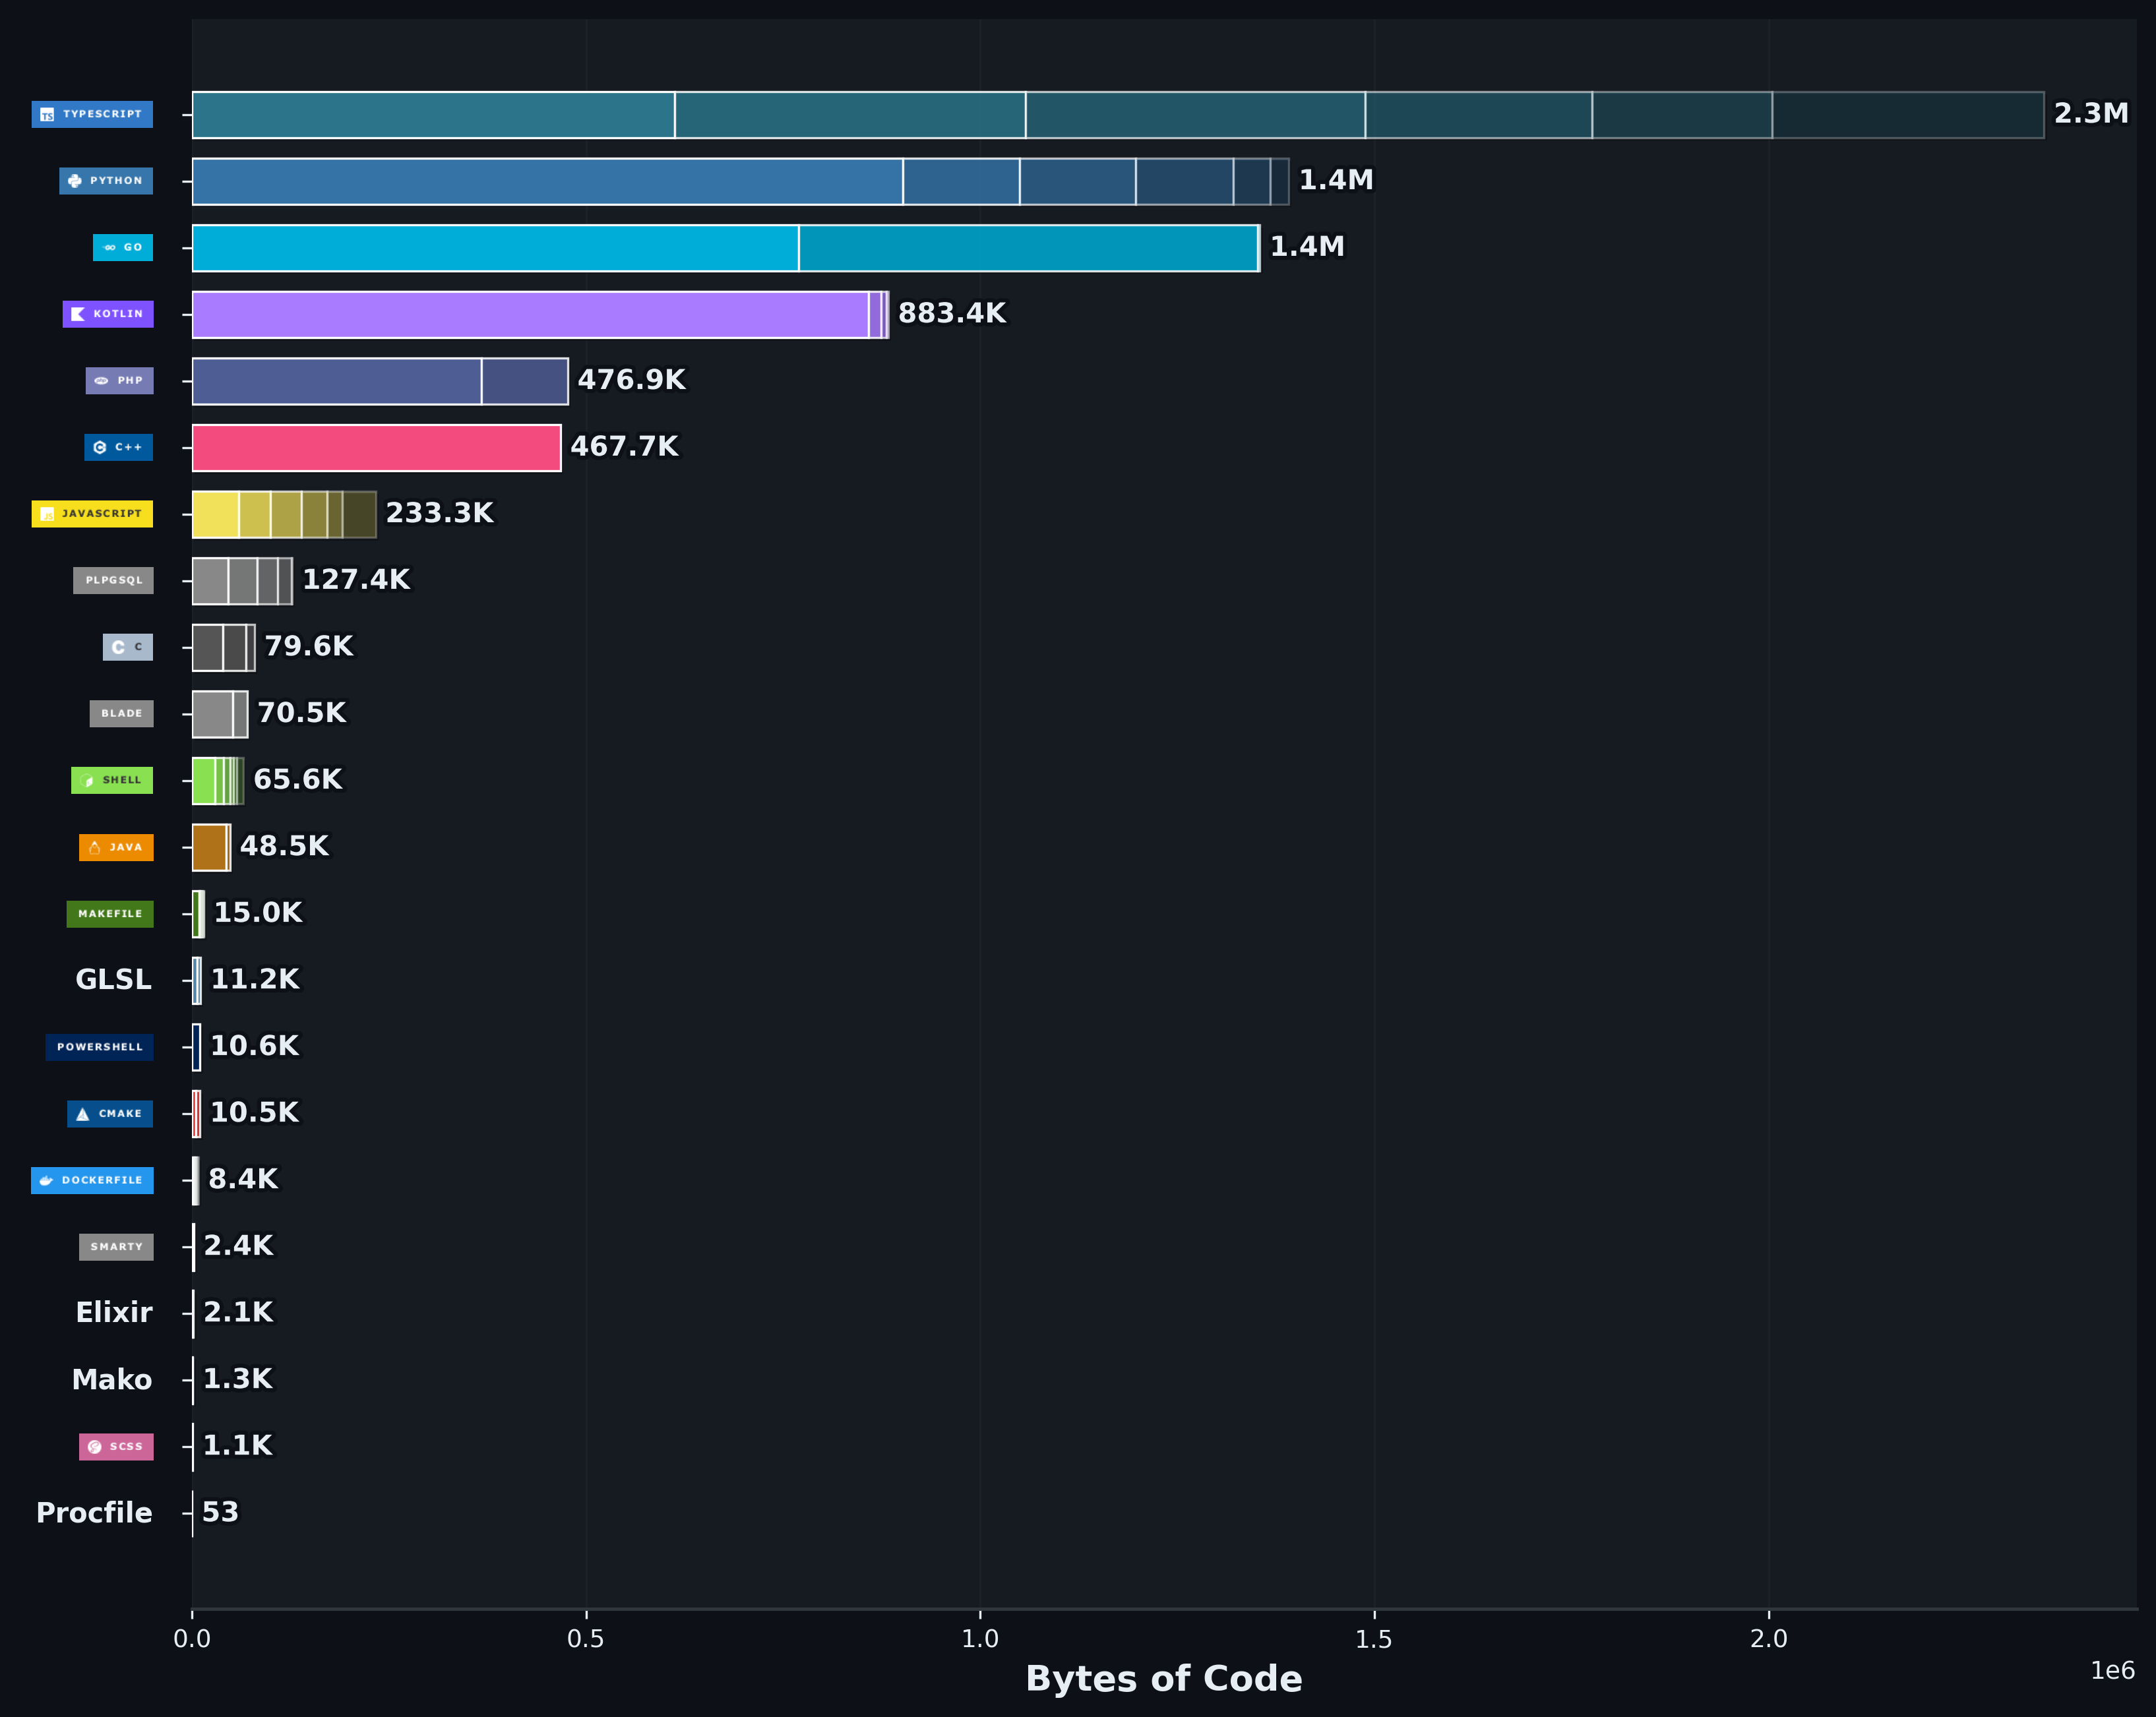 TYPESCRIPT 2.3M
PYTHON 1.4M
GO 1.4M
KOTLIN 883.4K
PHP 476.9K
C++ 467.7K
JAVASCRIPT 233.3K
PLPGSQL 127.4K
C 79.6K
BLADE 70.5K
SHELL 65.6K
JAVA 48.5K
MAKEFILE 15.0K
GLSL 11.2K
POWERSHELL 10.6K
CMAKE 10.5K
DOCKERFILE 8.4K
SMARTY 2.4K
Elixir 2.1K
Mako 1.3K
SCSS 1.1K
Procfile 53
0.0 0.5 1.0 1.5 2.0
1e6
Bytes of Code